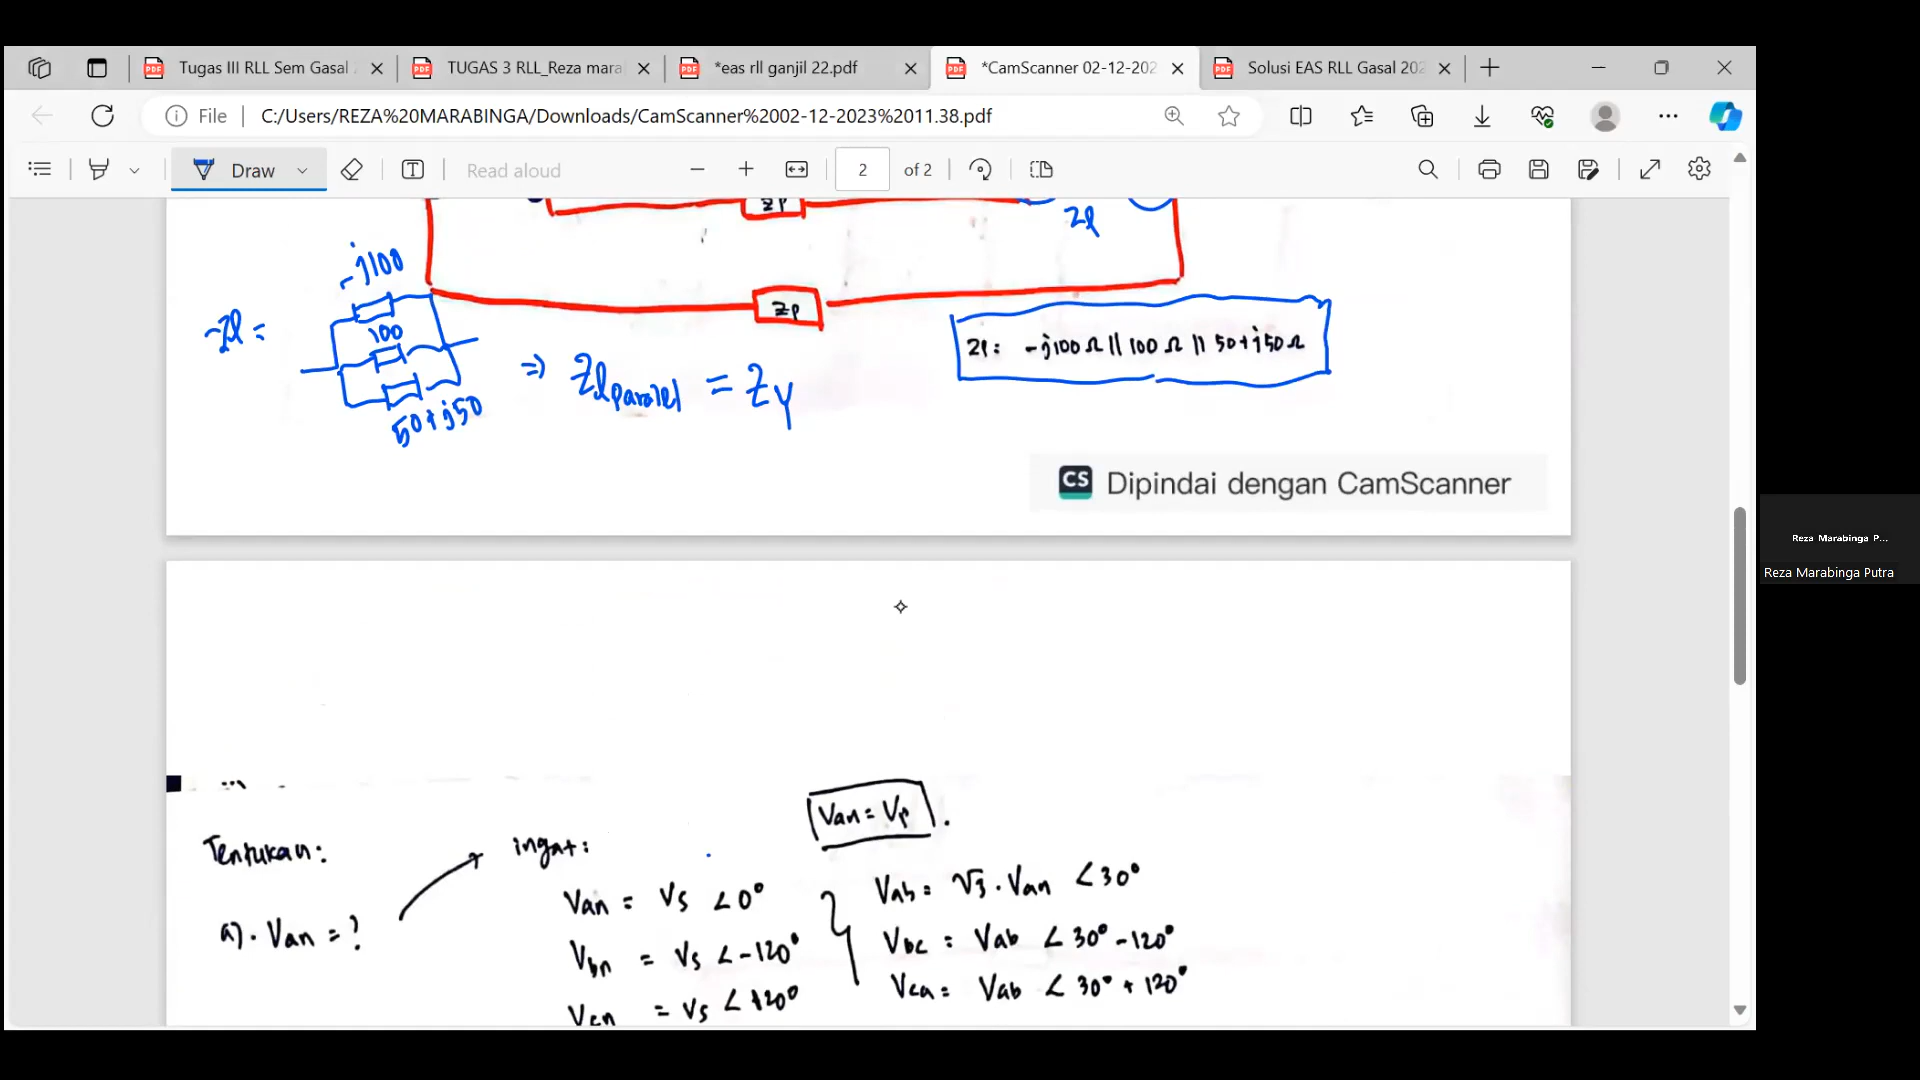 Tugas III RLL Sem Gasal
TUGAS 3 RLL_Reza mara
*eas rll ganjil 22.pdf
*CamScanner 02-12-202
Solusi EAS RLL Gasal 202
File
C:/Users/REZA%20MARABINGA/Downloads/CamScanner%2002-12-2023%2011.38.pdf
Draw
Read aloud
2
of 2
Zp
Zl
-j100
100
50+j50
-Zl =
Zp
=> Zl paralel = Zy
Zl: -j100 Ω || 100 Ω || 50+j50 Ω
CS Dipindai dengan CamScanner
Reza Marabinga P...
Reza Marabinga Putra
Van = Vp.
Tentukan:
ingat:
a). Van = ?
Van = Vs ∠0°
Vbn = Vs ∠-120°
Vcn = Vs ∠120°
Vab = √3 . Van ∠30°
Vbc = Vab ∠30°-120°
Vca = Vab ∠30°+120°